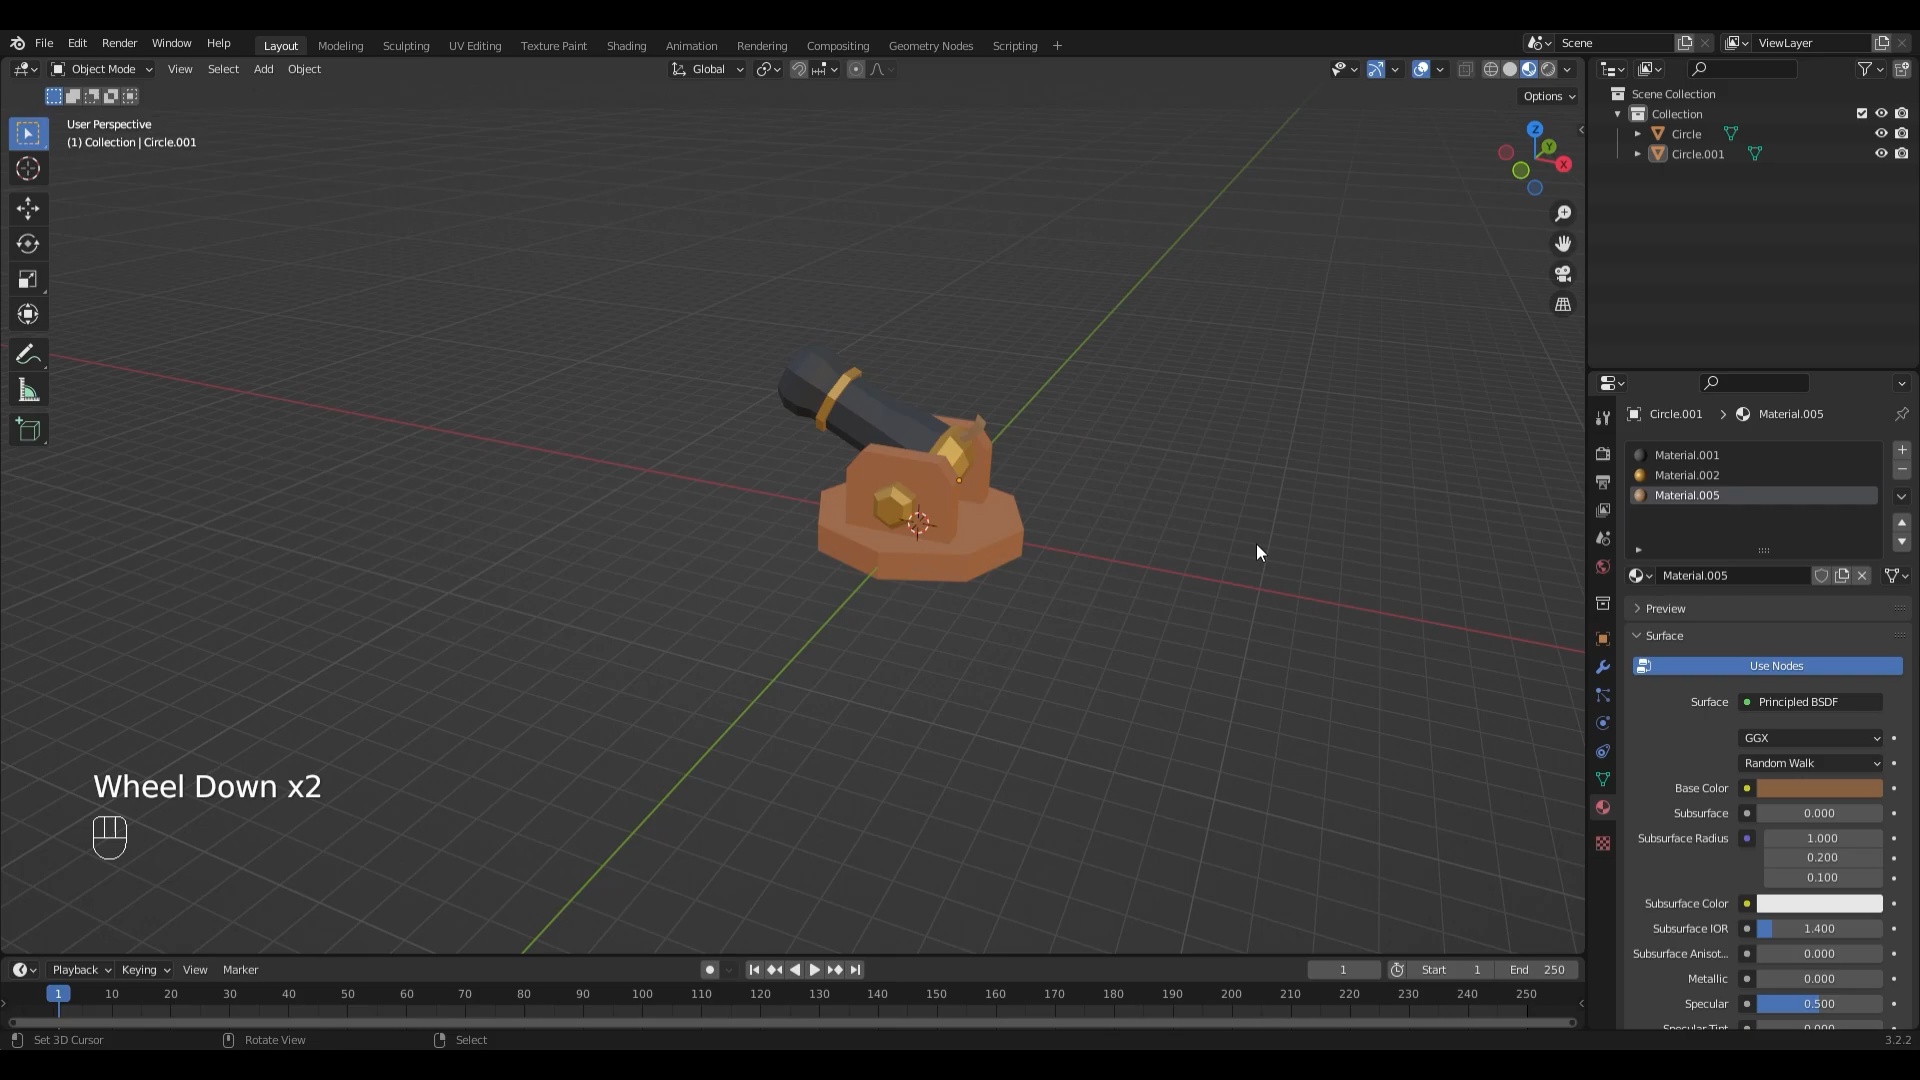 File Edit Render Window Help Layout Modeling Sculpting UV Editing Texture Paint Shading Animation Rendering Compositing Geometry Nodes Scripting + Scene ViewLayer
Object Mode View Select Add Object Global
Options
User Perspective
(1) Collection | Circle.001
Z
Y
X
Scene Collection
Collection
Circle
Circle.001
Circle.001 > Material.005
Material.001
Material.002
Material.005
Material.005
Preview
Surface
Use Nodes
Surface Principled BSDF
GGX
Random Walk
Base Color
Subsurface 0.000
Subsurface Radius 1.000
0.200
0.100
Subsurface Color
Subsurface IOR 1.400
Subsurface Anisot... 0.000
Metallic 0.000
Specular 0.500
Specular Tint 0.000
Wheel Down x2
Playback Keying View Marker 1 Start 1 End 250
1 10 20 30 40 50 60 70 80 90 100 110 120 130 140 150 160 170 180 190 200 210 220 230 240 250
Set 3D Cursor Rotate View Select 3.2.2